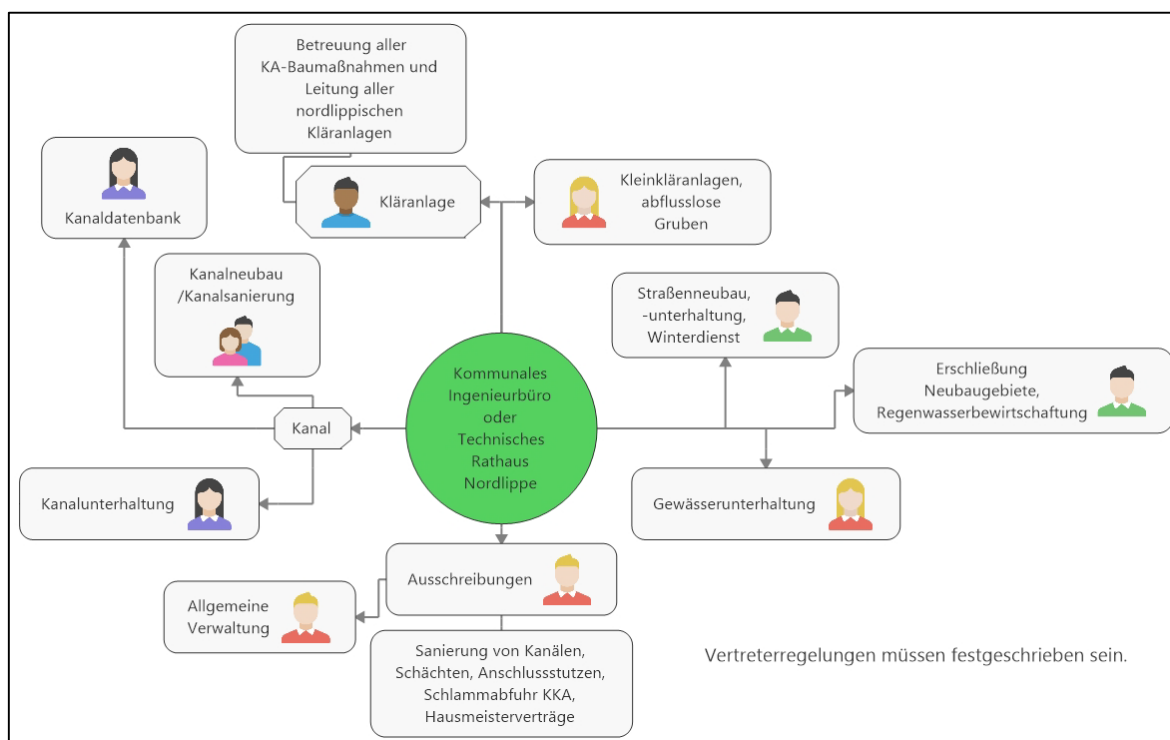 Betreuung aller
KA-Baumaßnahmen und
Leitung aller
nordlippischen
Kläranlagen
Kanaldatenbank
Kläranlage
Kleinkläranlagen,
abflusslose
Gruben
Kanalneubau
/Kanalsanierung
Straßenneubau,
-unterhaltung,
Winterdienst
Erschließung
Neubaugebiete,
Regenwasserbewirtschaftung
Kommunales
Ingenieurbüro
oder
Technisches
Rathaus
Nordlippe
Kanal
Kanalunterhaltung
Gewässerunterhaltung
Ausschreibungen
Allgemeine
Verwaltung
Sanierung von Kanälen,
Schächten, Anschlussstutzen,
Schlammabfuhr KKA,
Hausmeisterverträge
Vertreterregelungen müssen festgeschrieben sein.